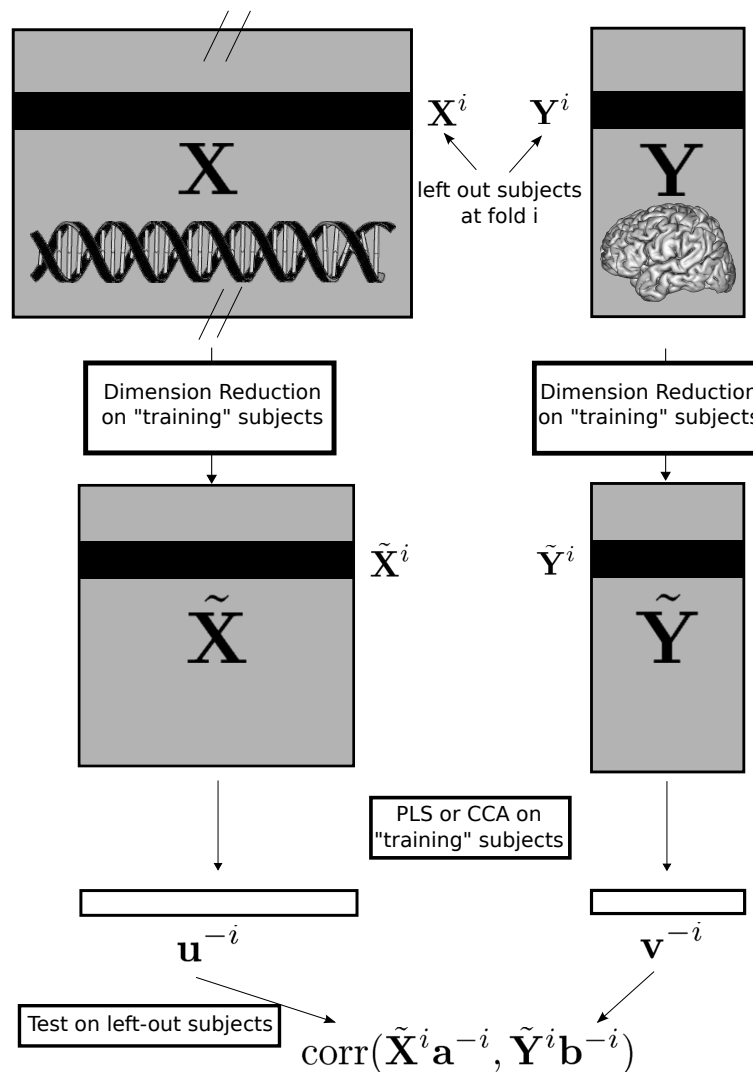 X^i Y^i
X Y
left out subjects
at fold i
Dimension Reduction
on "training" subjects
Dimension Reduction
on "training" subjects
X̃^i Ỹ^i
X̃ Ỹ
PLS or CCA on
"training" subjects
u^{-i} v^{-i}
Test on left-out subjects
corr(X̃^i a^{-i}, Ỹ^i b^{-i})